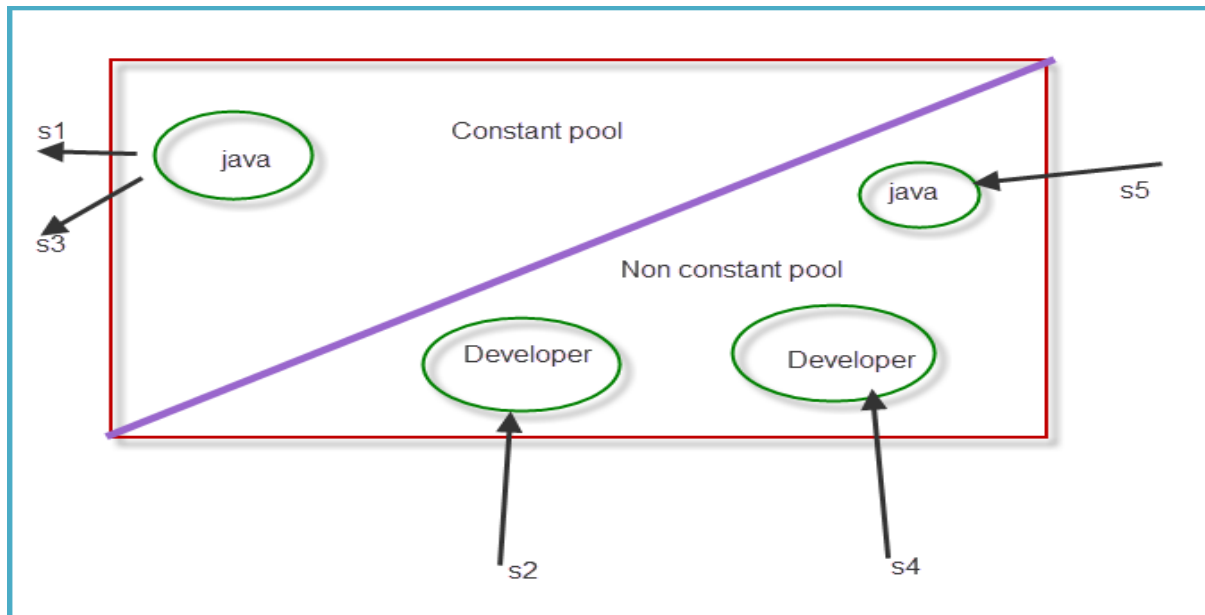 s1
java
Constant pool
s3
java
s5
Non constant pool
Developer
Developer
s2
s4